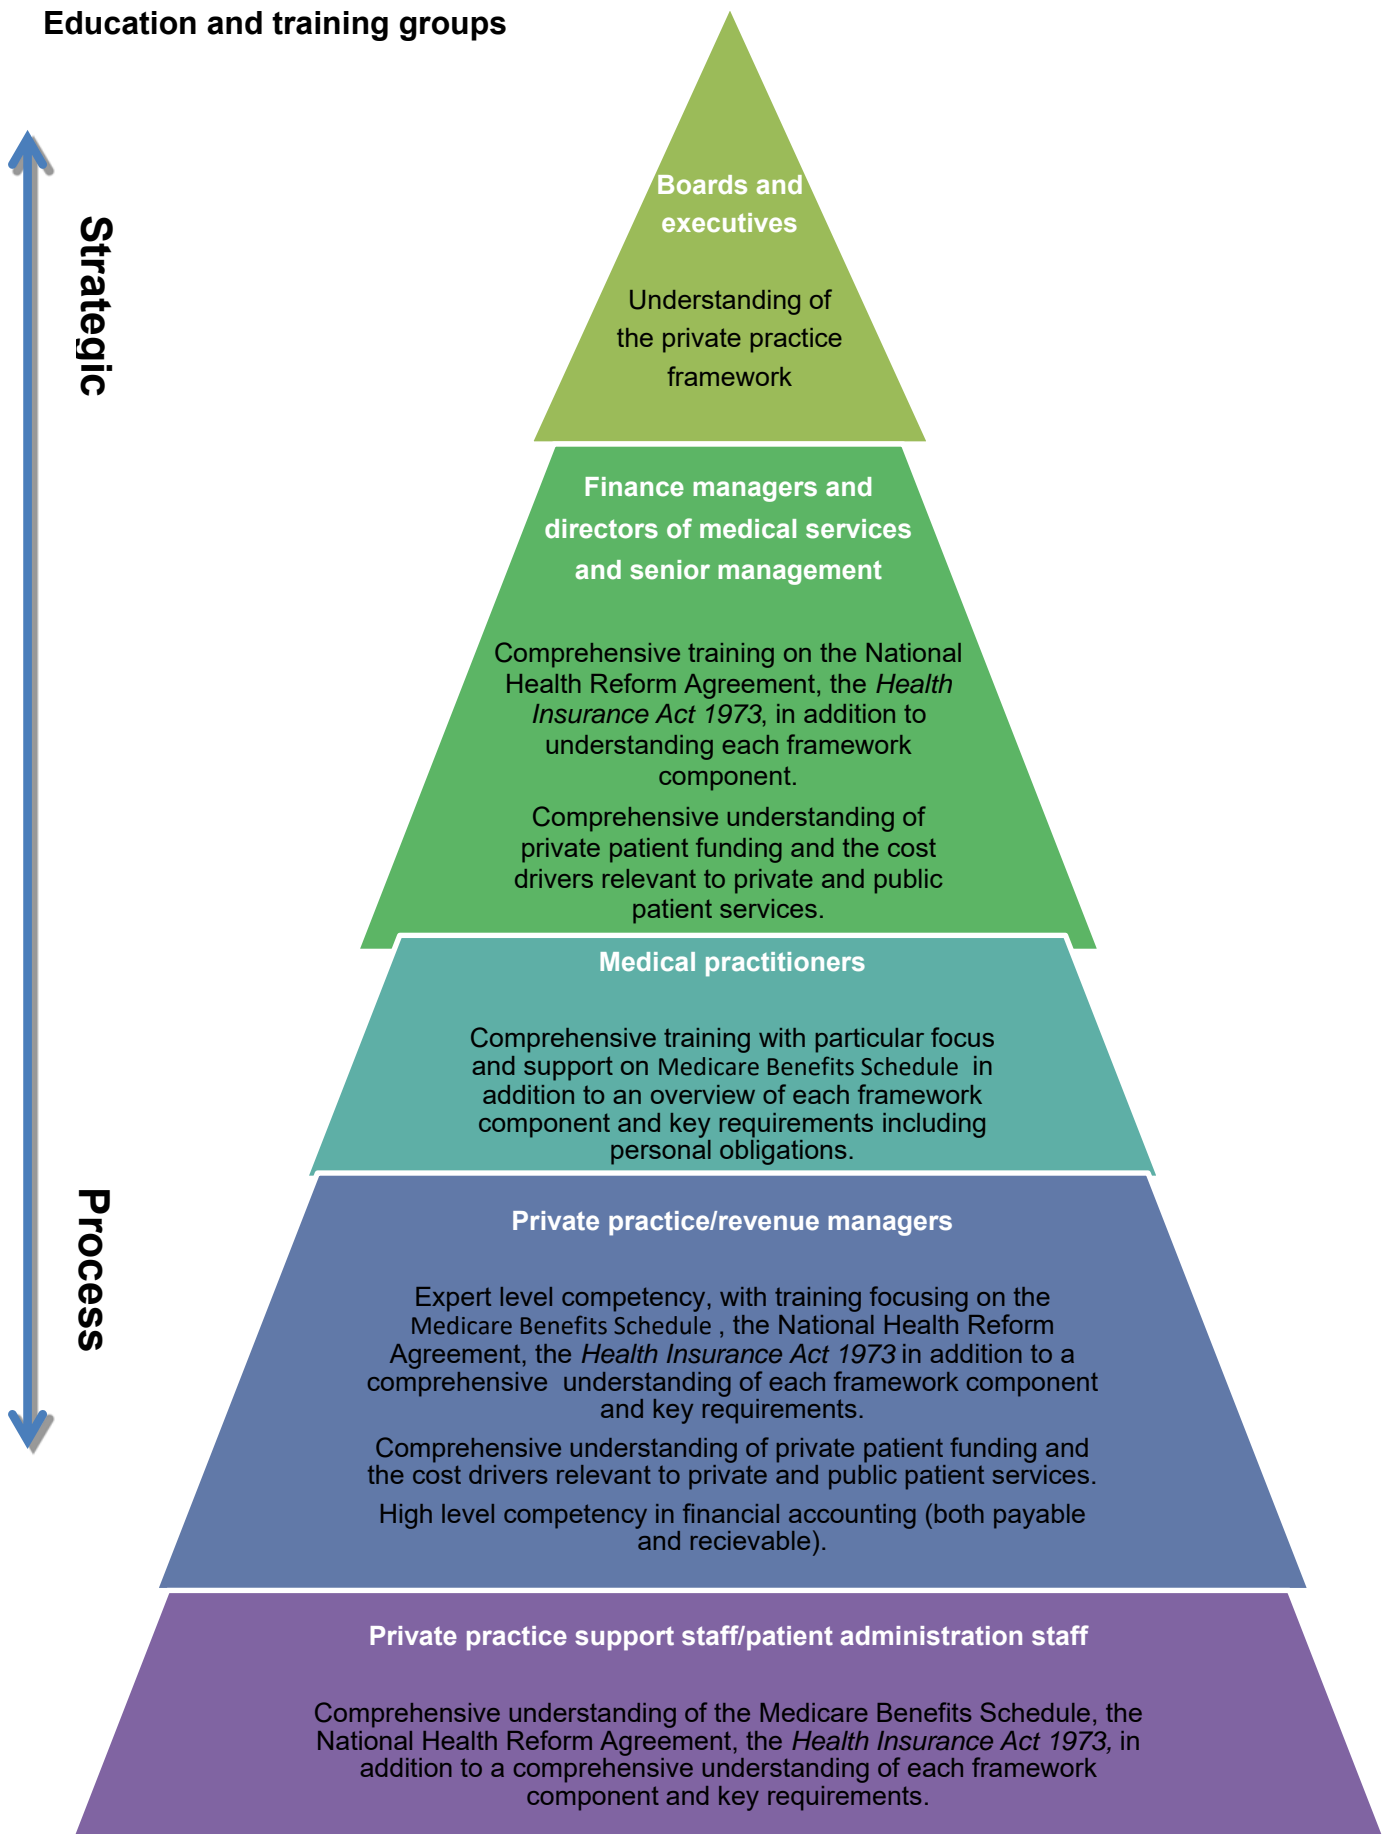 Education and training groups
Strategic
Process
Boards and
executives
Understanding of
the private practice
framework
Finance managers and
directors of medical services
and senior management
Comprehensive training on the National
Health Reform Agreement, the Health
Insurance Act 1973, in addition to
understanding each framework
component.
Comprehensive understanding of
private patient funding and the cost
drivers relevant to private and public
patient services.
Medical practitioners
Comprehensive training with particular focus
and support on Medicare Benefits Schedule in
addition to an overview of each framework
component and key requirements including
personal obligations.
Private practice/revenue managers
Expert level competency, with training focusing on the
Medicare Benefits Schedule , the National Health Reform
Agreement, the Health Insurance Act 1973 in addition to a
comprehensive understanding of each framework component
and key requirements.
Comprehensive understanding of private patient funding and
the cost drivers relevant to private and public patient services.
High level competency in financial accounting (both payable
and recievable).
Private practice support staff/patient administration staff
Comprehensive understanding of the Medicare Benefits Schedule, the
National Health Reform Agreement, the Health Insurance Act 1973, in
addition to a comprehensive understanding of each framework
component and key requirements.